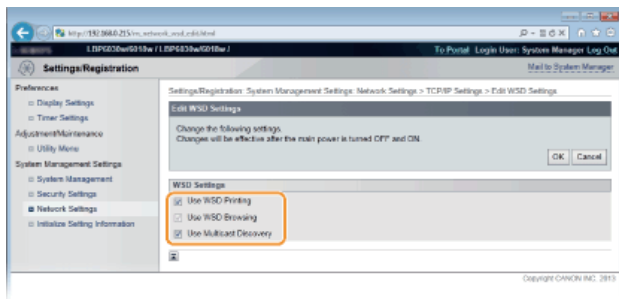 LBP6030w/6018w / LBP6030w/6018w /
To Portal Login User: System Manager Log Out
Settings/Registration
Mail to System Manager
Preferences
Display Settings
Timer Settings
Adjustment/Maintenance
Utility Menu
System Management Settings
System Management
Security Settings
Network Settings
Initialize Setting Information
Settings/Registration: System Management Settings: Network Settings > TCP/IP Settings > Edit WSD Settings
Edit WSD Settings
Change the following settings.
Changes will be effective after the main power is turned OFF and ON.
OK Cancel
WSD Settings
Use WSD Printing
Use WSD Browsing
Use Multicast Discovery
Copyright CANON INC. 2013